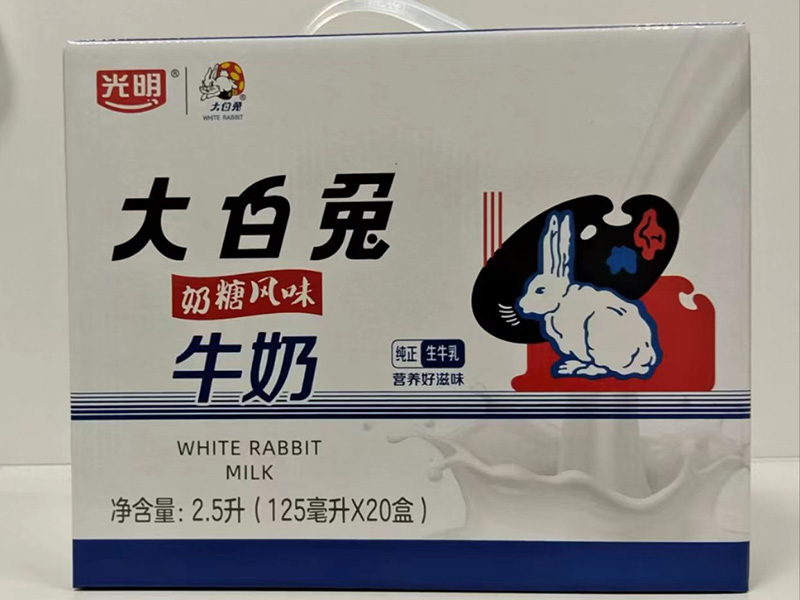 光明®
大白兔®
WHITE RABBIT
大白兔
奶糖风味
牛奶
纯正 生牛乳
营养好滋味
WHITE RABBIT
MILK
净含量：2.5升（125毫升X20盒）